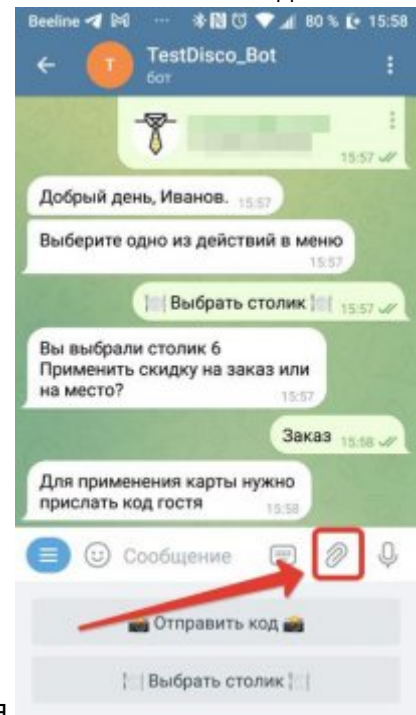 Beeline 80 % 15:58
TestDisco_Bot
бот
T
15:57
Добрый день, Иванов. 15:57
Выберите одно из действий в меню
15:57
Выбрать столик 15:57
Вы выбрали столик 6
Применить скидку на заказ или
на место? 15:57
Заказ 15:58
Для применения карты нужно
прислать код гостя 15:58
Сообщение
Отправить код
Выбрать столик
я